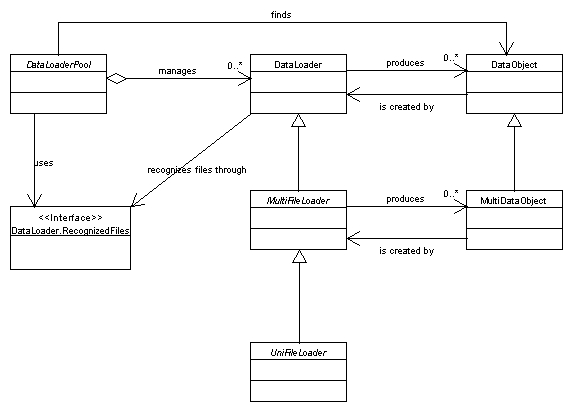 finds
DataLoaderPool
manages
0..*
DataLoader
produces
0..*
DataObject
is created by
uses
recognizes files through
<<Interface>>
DataLoader.RecognizedFiles
MultiFileLoader
produces
0..*
MultiDataObject
is created by
UniFileLoader